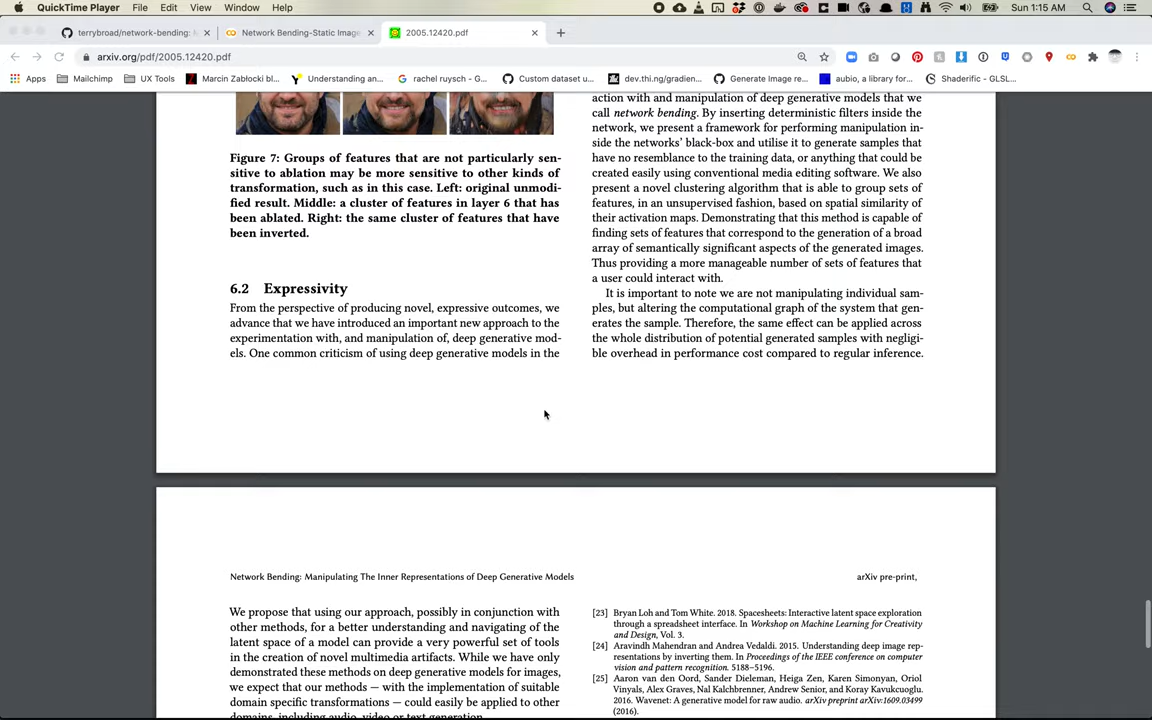 QuickTime Player File Edit View Window Help
Sun 1:15 AM
terrybroad/network-bending:
Network Bending-Static Image
2005.12420.pdf
arxiv.org/pdf/2005.12420.pdf
Apps Mailchimp UX Tools Marcin Zabłocki bl... Understanding an... rachel ruysch - G... Custom dataset u... dev.thi.ng/gradien... Generate Image re... aubio, a library for... Shaderific - GLSL...
Figure 7: Groups of features that are not particularly sen-
sitive to ablation may be more sensitive to other kinds of
transformation, such as in this case. Left: original unmodi-
fied result. Middle: a cluster of features in layer 6 that has
been ablated. Right: the same cluster of features that have
been inverted.
6.2 Expressivity
From the perspective of producing novel, expressive outcomes, we
advance that we have introduced an important new approach to the
experimentation with, and manipulation of, deep generative mod-
els. One common criticism of using deep generative models in the
action with and manipulation of deep generative models that we
call network bending. By inserting deterministic filters inside the
network, we present a framework for performing manipulation in-
side the networks' black-box and utilise it to generate samples that
have no resemblance to the training data, or anything that could be
created easily using conventional media editing software. We also
present a novel clustering algorithm that is able to group sets of
features, in an unsupervised fashion, based on spatial similarity of
their activation maps. Demonstrating that this method is capable of
finding sets of features that correspond to the generation of a broad
array of semantically significant aspects of the generated images.
Thus providing a more manageable number of sets of features that
a user could interact with.
It is important to note we are not manipulating individual sam-
ples, but altering the computational graph of the system that gen-
erates the sample. Therefore, the same effect can be applied across
the whole distribution of potential generated samples with negligi-
ble overhead in performance cost compared to regular inference.
Network Bending: Manipulating The Inner Representations of Deep Generative Models
arXiv pre-print,
We propose that using our approach, possibly in conjunction with
other methods, for a better understanding and navigating of the
latent space of a model can provide a very powerful set of tools
in the creation of novel multimedia artifacts. While we have only
demonstrated these methods on deep generative models for images,
we expect that our methods — with the implementation of suitable
domain specific transformations — could easily be applied to other
domains, including audio, video or text generation.
[23] Bryan Loh and Tom White. 2018. Spacesheets: Interactive latent space exploration
through a spreadsheet interface. In Workshop on Machine Learning for Creativity
and Design, Vol. 3.
[24] Aravindh Mahendran and Andrea Vedaldi. 2015. Understanding deep image rep-
resentations by inverting them. In Proceedings of the IEEE conference on computer
vision and pattern recognition. 5188–5196.
[25] Aaron van den Oord, Sander Dieleman, Heiga Zen, Karen Simonyan, Oriol
Vinyals, Alex Graves, Nal Kalchbrenner, Andrew Senior, and Koray Kavukcuoglu.
2016. Wavenet: A generative model for raw audio. arXiv preprint arXiv:1609.03499
(2016).